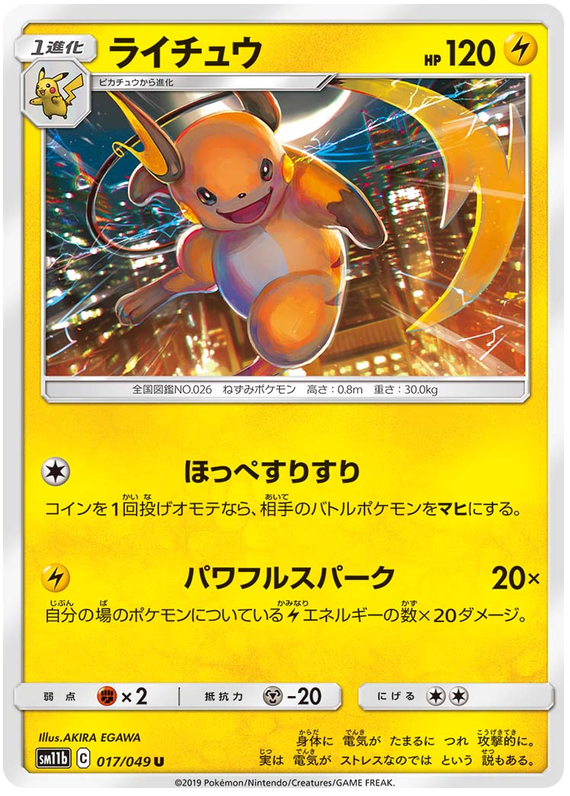 1進化
ライチュウ
HP 120
ピカチュウから進化
全国図鑑NO.026 ねずみポケモン 高さ：0.8m 重さ：30.0kg
ほっぺすりすり
コインを1回投げオモテなら、相手のバトルポケモンをマヒにする。
パワフルスパーク 20×
自分の場のポケモンについているエネルギーの数×20ダメージ。
弱点 ×2 抵抗力 -20 にげる
Illus.AKIRA EGAWA
身体に 電気が たまるに つれ 攻撃的に。
実は 電気が ストレスなのでは という 説もある。
sm11b C 017/049 U
©2019 Pokémon/Nintendo/Creatures/GAME FREAK.